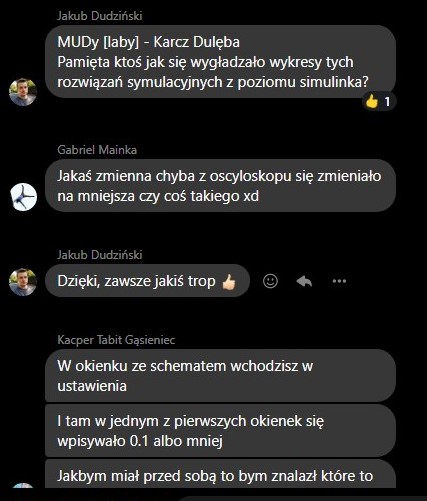 Jakub Dudziński
MUDy [laby] - Karcz Dulęba
Pamięta ktoś jak się wygładzało wykresy tych
rozwiązań symulacyjnych z poziomu simulinka?
1
Gabriel Mainka
Jakaś zmienna chyba z oscyloskopu się zmieniało
na mniejsza czy coś takiego xd
Jakub Dudziński
Dzięki, zawsze jakiś trop 👍🏻
Kacper Tabit Gąsieniec
W okienku ze schematem wchodzisz w
ustawienia
I tam w jednym z pierwszych okienek się
wpisywało 0.1 albo mniej
Jakbym miał przed sobą to bym znalazł które to